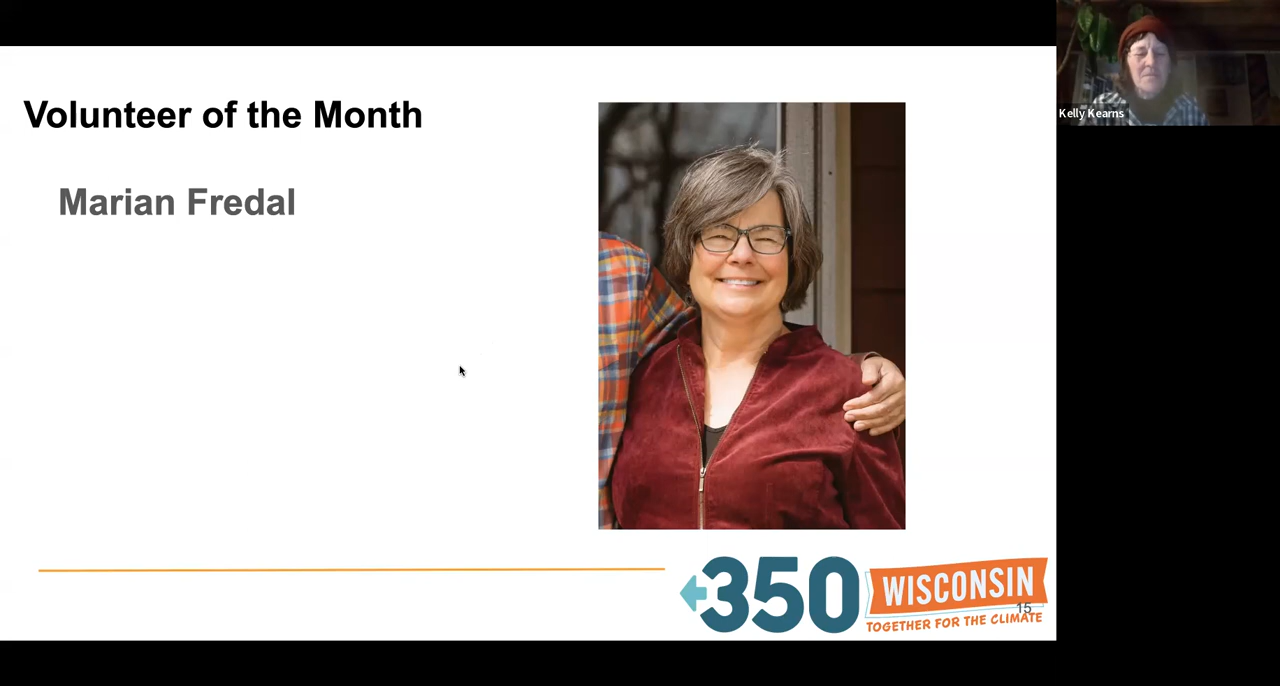 Volunteer of the Month
Kelly Kearns
Marian Fredal
350 WISCONSIN
15
TOGETHER FOR THE CLIMATE